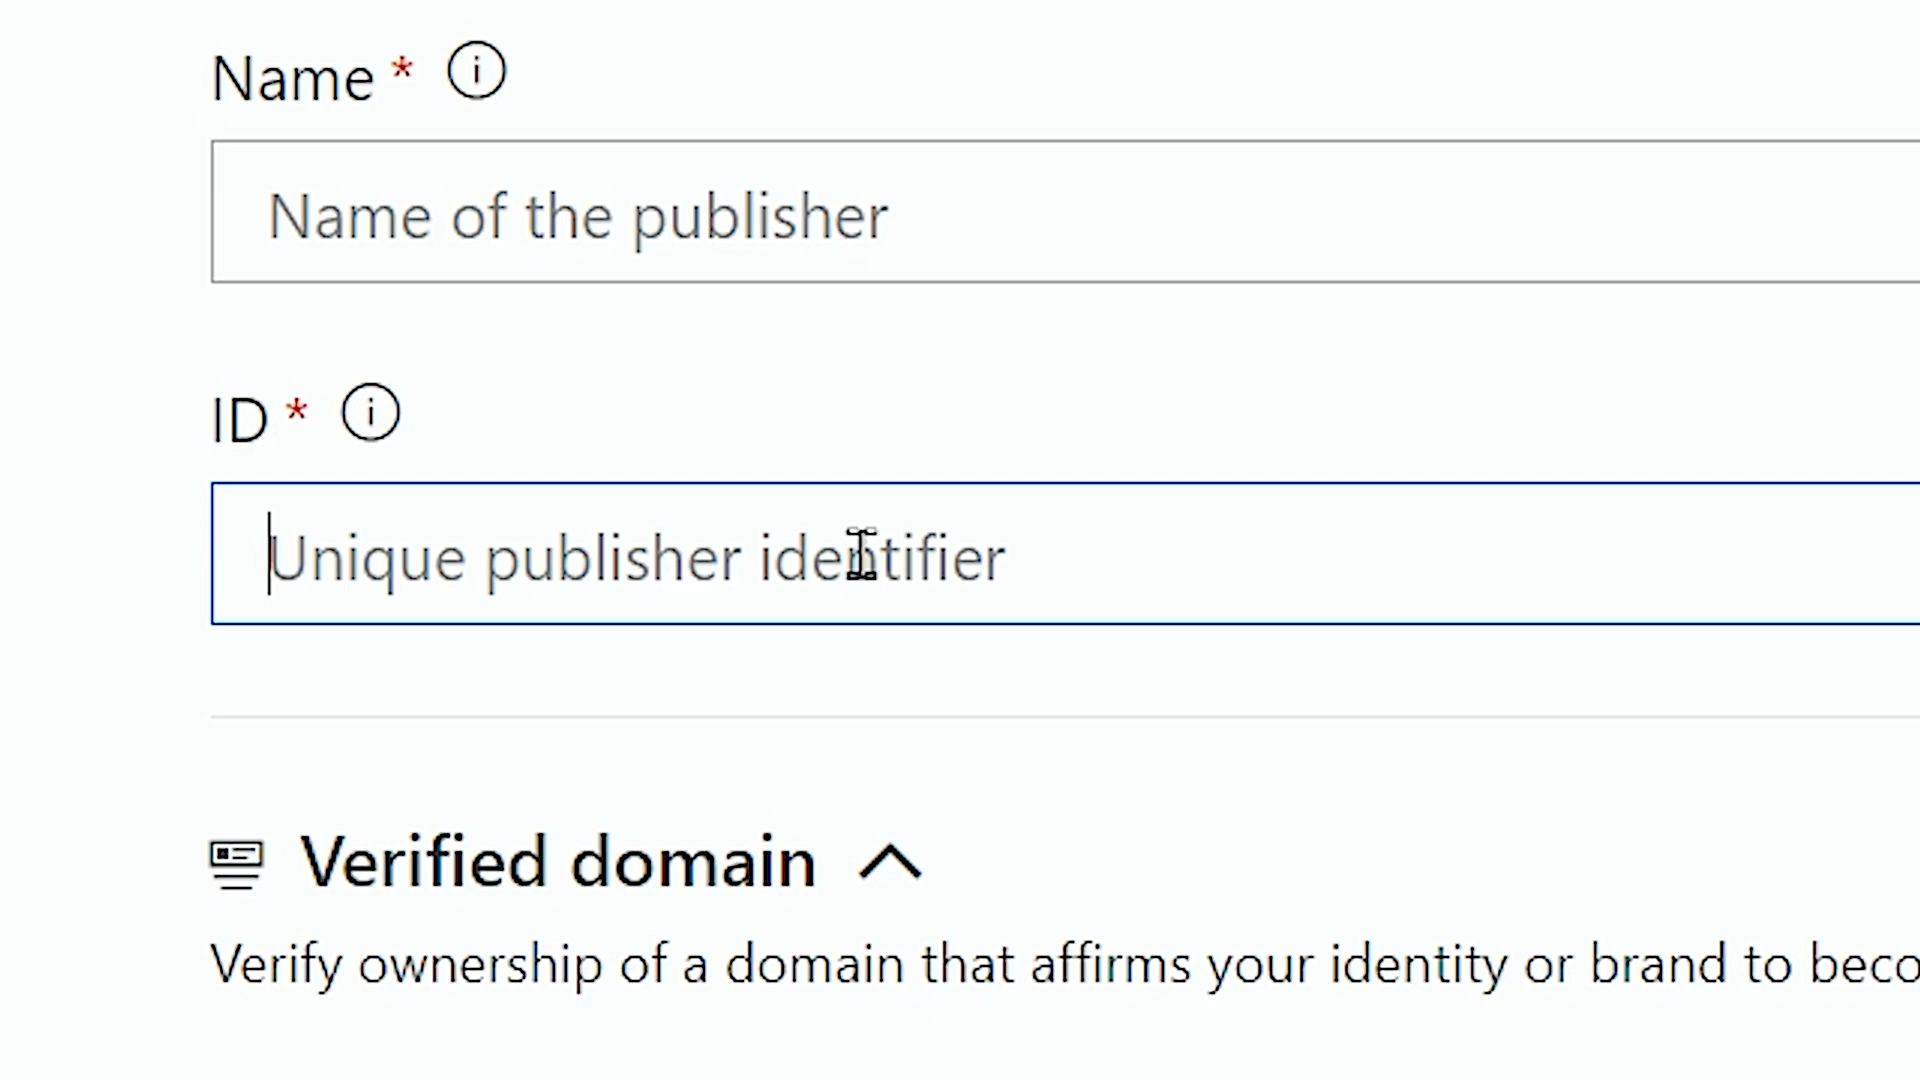 Name *
Name of the publisher
ID *
Unique publisher identifier
Verified domain
Verify ownership of a domain that affirms your identity or brand to beco